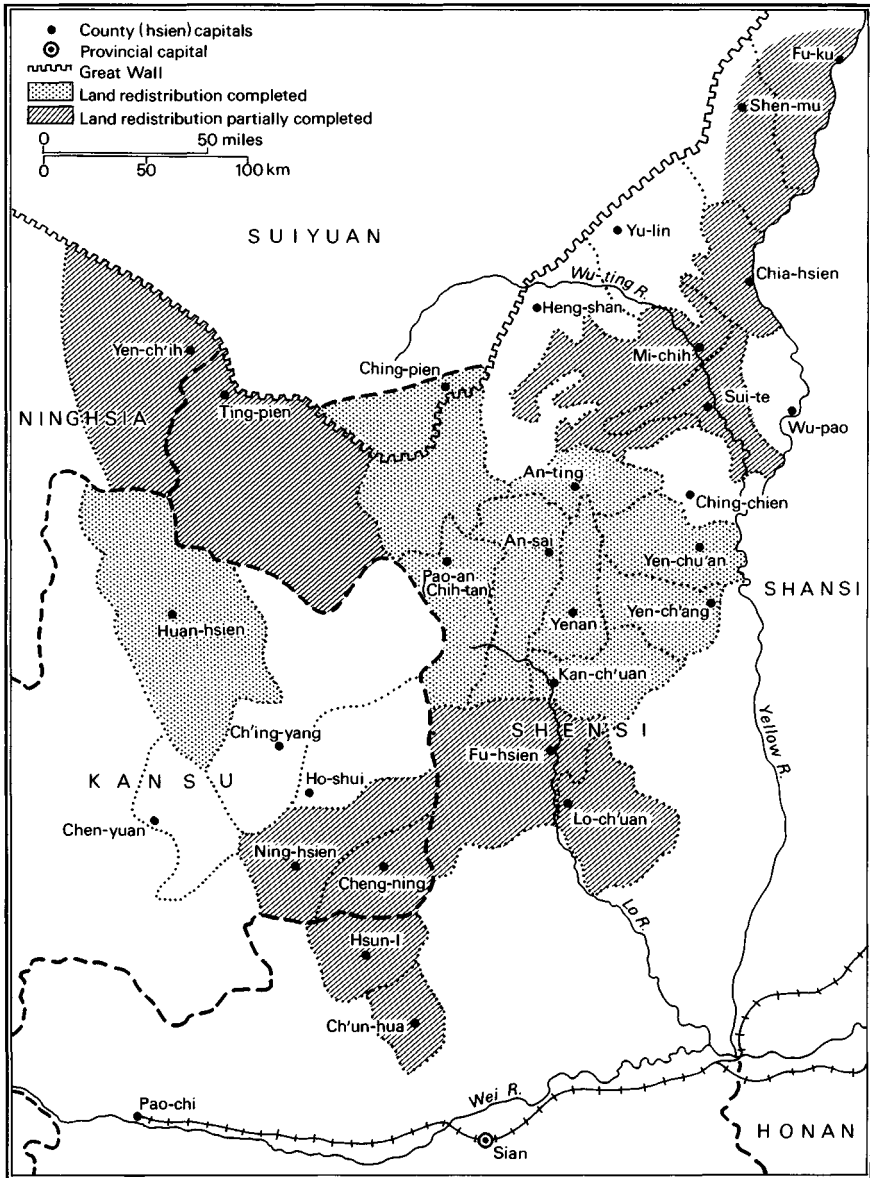 County (hsien) capitals
Provincial capital
Great Wall
Land redistribution completed
Land redistribution partially completed
0 50 miles
0 50 100 km
Fu-ku
Shen-mu
Yu-lin
SUIYUAN
Wu-ting R.
Chia-hsien
Heng-shan
Yen-ch'ih
Mi-chih
Ching-pien
Ting-pien
Sui-te
NINGHSIA
Wu-pao
An-ting
Ching-chien
An-sai
Yen-chu'an
Pao-an
(Chih-tan)
SHANSI
Yen-ch'ang
Huan-hsien
Yenan
Kan-ch'uan
SHENSI
Yellow R.
Ch'ing-yang
Fu-hsien
KANSU
Ho-shui
Lo-ch'uan
Chen-yuan
Ning-hsien
Cheng-ning
Lo R.
Hsun-I
Ch'un-hua
Wei R.
Pao-chi
HONAN
Sian